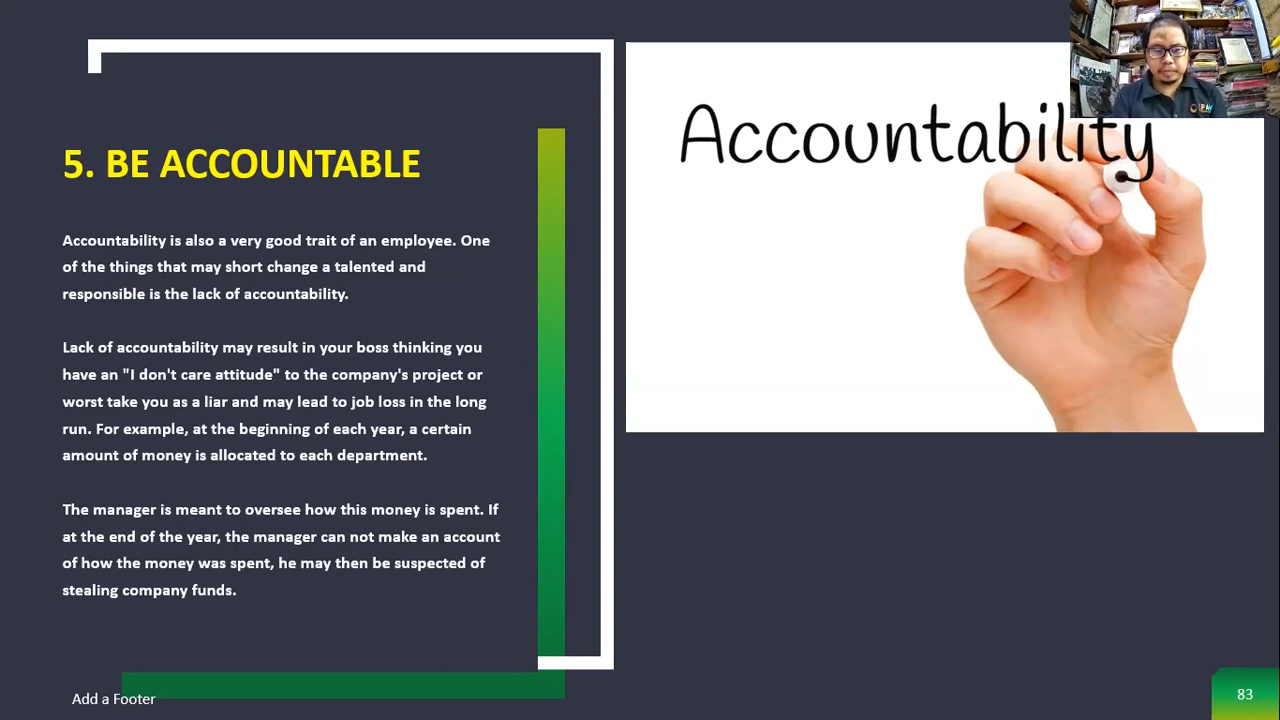 5. BE ACCOUNTABLE
Accountability is also a very good trait of an employee. One
of the things that may short change a talented and
responsible is the lack of accountability.
Lack of accountability may result in your boss thinking you
have an "I don't care attitude" to the company's project or
worst take you as a liar and may lead to job loss in the long
run. For example, at the beginning of each year, a certain
amount of money is allocated to each department.
The manager is meant to oversee how this money is spent. If
at the end of the year, the manager can not make an account
of how the money was spent, he may then be suspected of
stealing company funds.
Add a Footer
Accountability
83